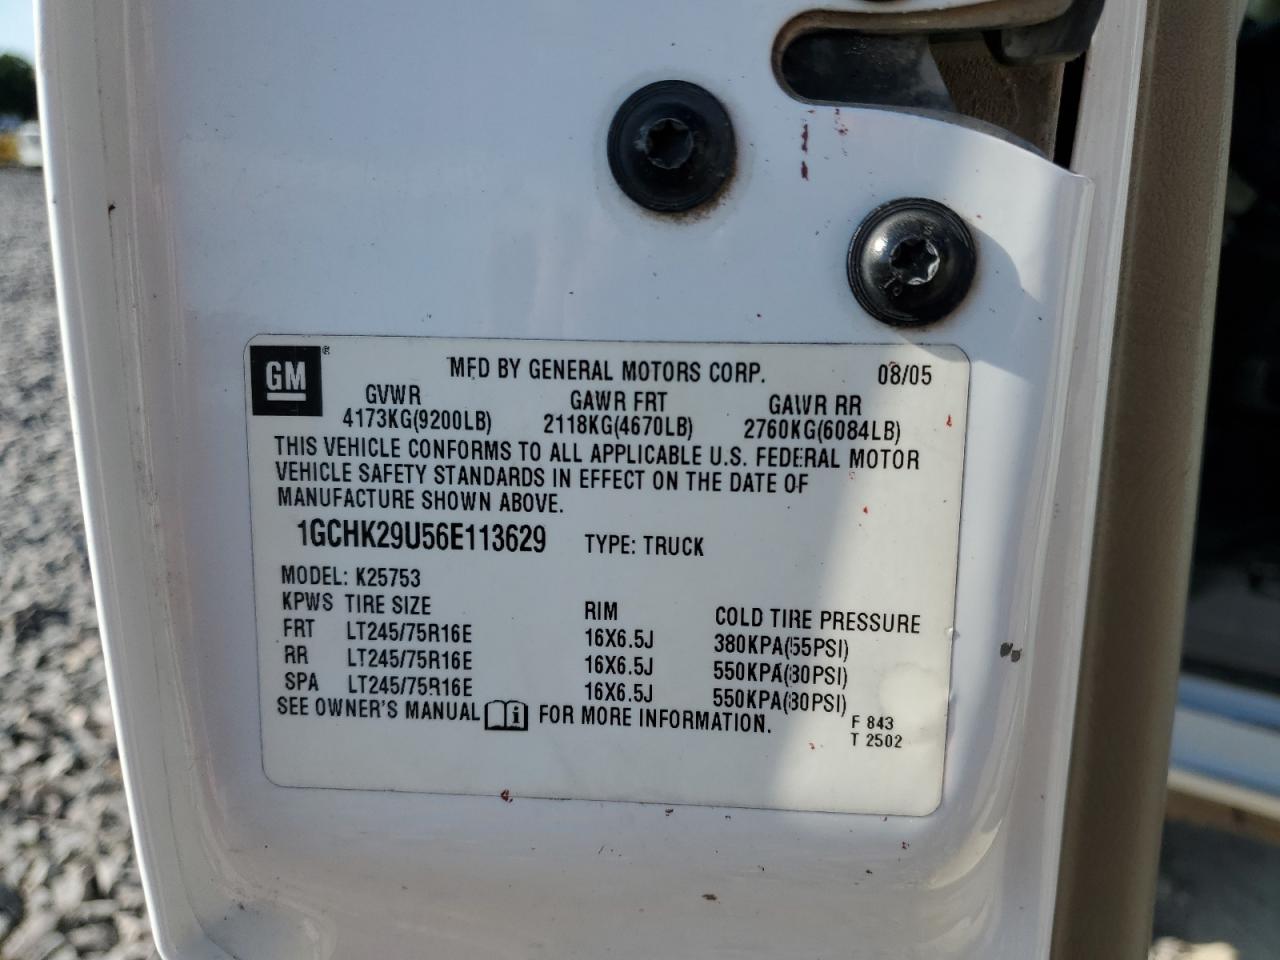 GM ®
MFD BY GENERAL MOTORS CORP. 08/05
GVWR GAWR FRT GAWR RR
4173KG(9200LB) 2118KG(4670LB) 2760KG(6084LB)
THIS VEHICLE CONFORMS TO ALL APPLICABLE U.S. FEDERAL MOTOR
VEHICLE SAFETY STANDARDS IN EFFECT ON THE DATE OF
MANUFACTURE SHOWN ABOVE.
1GCHK29U56E113629 TYPE: TRUCK
MODEL: K25753
KPWS TIRE SIZE RIM COLD TIRE PRESSURE
FRT LT245/75R16E 16X6.5J 380KPA(55PSI)
RR LT245/75R16E 16X6.5J 550KPA(80PSI)
SPA LT245/75R16E 16X6.5J 550KPA(80PSI)
SEE OWNER'S MANUAL i FOR MORE INFORMATION.
F 843
T 2502